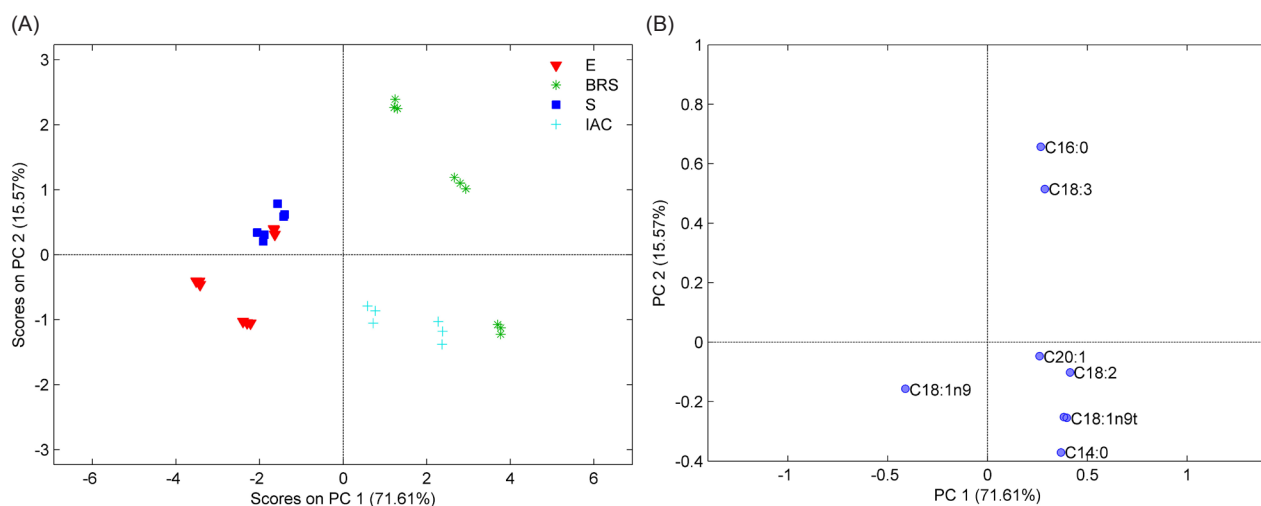 (A)
-6 -4 -2 0 2 4 6
3
2
1
0
-1
-2
-3
Scores on PC 2 (15.57%)
Scores on PC 1 (71.61%)
E
BRS
S
IAC
(B)
1
0.8
0.6
0.4
0.2
0
-0.2
-0.4
PC 2 (15.57%)
C16:0
C18:3
C20:1
C18:2
C18:1n9
C18:1n9t
C14:0
-1 -0.5 0 0.5 1
PC 1 (71.61%)